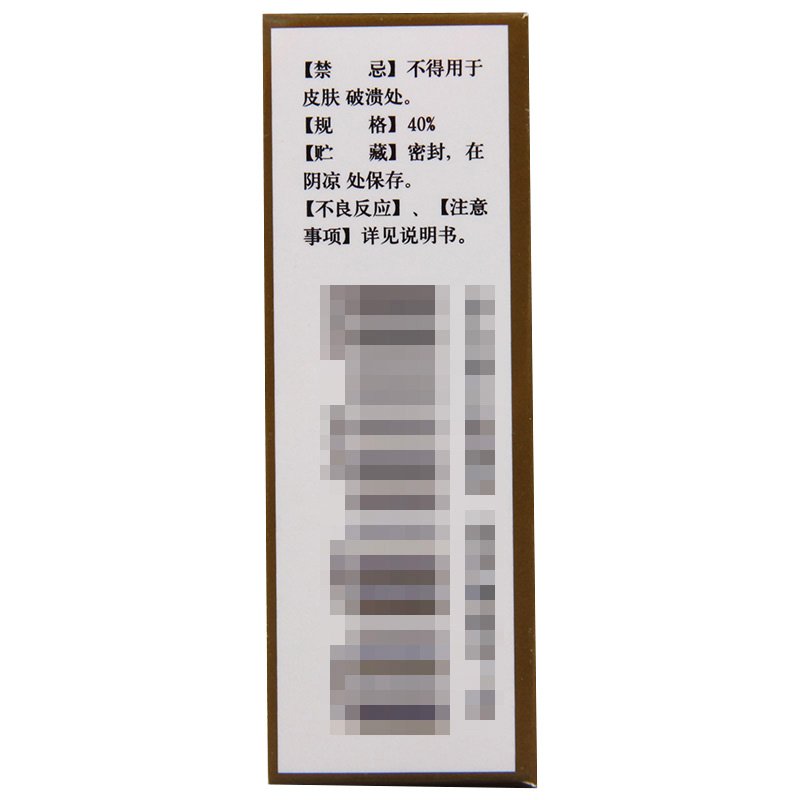 【禁 忌】不得用于
皮肤 破溃处。
【规 格】40%
【贮 藏】密封，在
阴凉 处保存。
【不良反应】、【注意
事项】详见说明书。